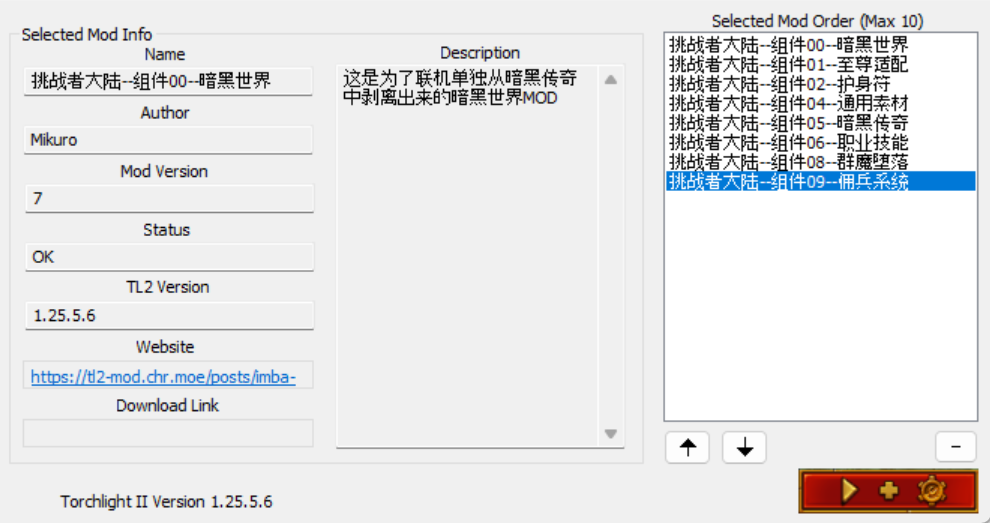 Selected Mod Info
Name
挑战者大陆--组件00--暗黑世界
Author
Mikuro
Mod Version
7
Status
OK
TL2 Version
1.25.5.6
Website
https://tl2-mod.chr.moe/posts/imba-
Download Link
Description
这是为了联机单独从暗黑传奇
中剥离出来的暗黑世界MOD
Selected Mod Order (Max 10)
挑战者大陆--组件00--暗黑世界
挑战者大陆--组件01--至尊适配
挑战者大陆--组件02--护身符
挑战者大陆--组件04--通用素材
挑战者大陆--组件05--暗黑传奇
挑战者大陆--组件06--职业技能
挑战者大陆--组件08--群魔堕落
挑战者大陆--组件09--佣兵系统
Torchlight II Version 1.25.5.6